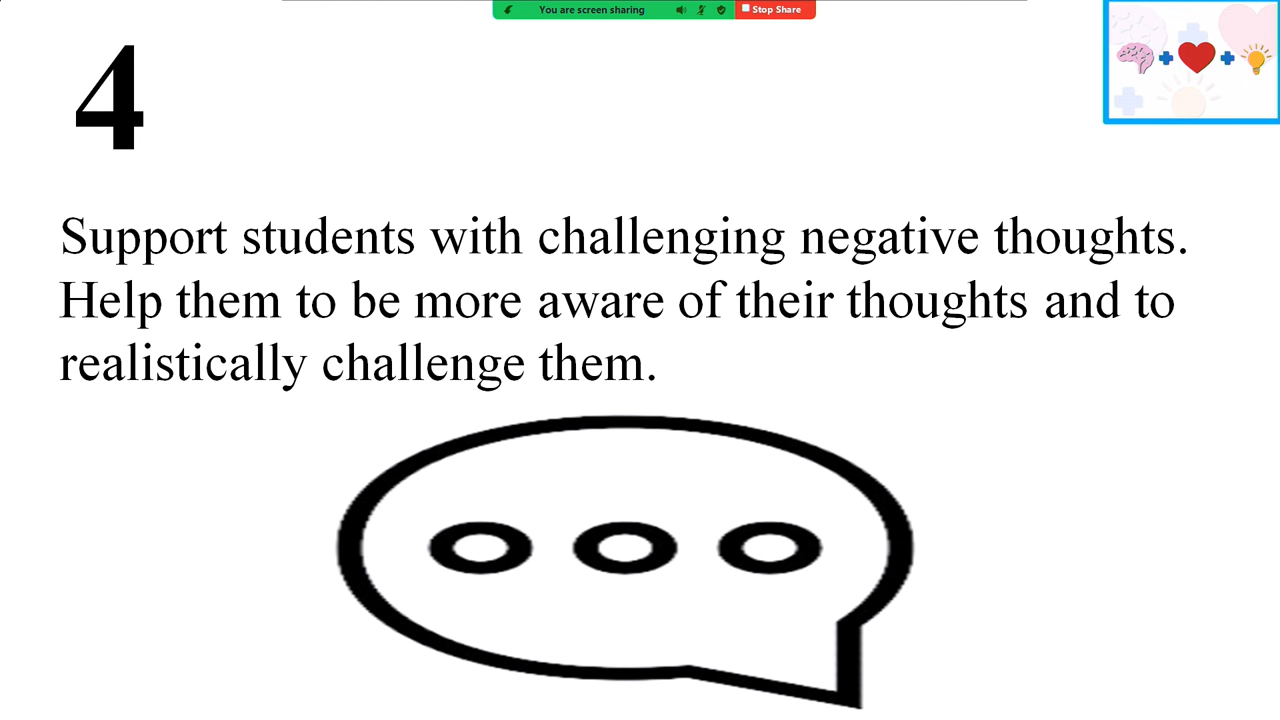 You are screen sharing
Stop Share
4
Support students with challenging negative thoughts.
Help them to be more aware of their thoughts and to
realistically challenge them.